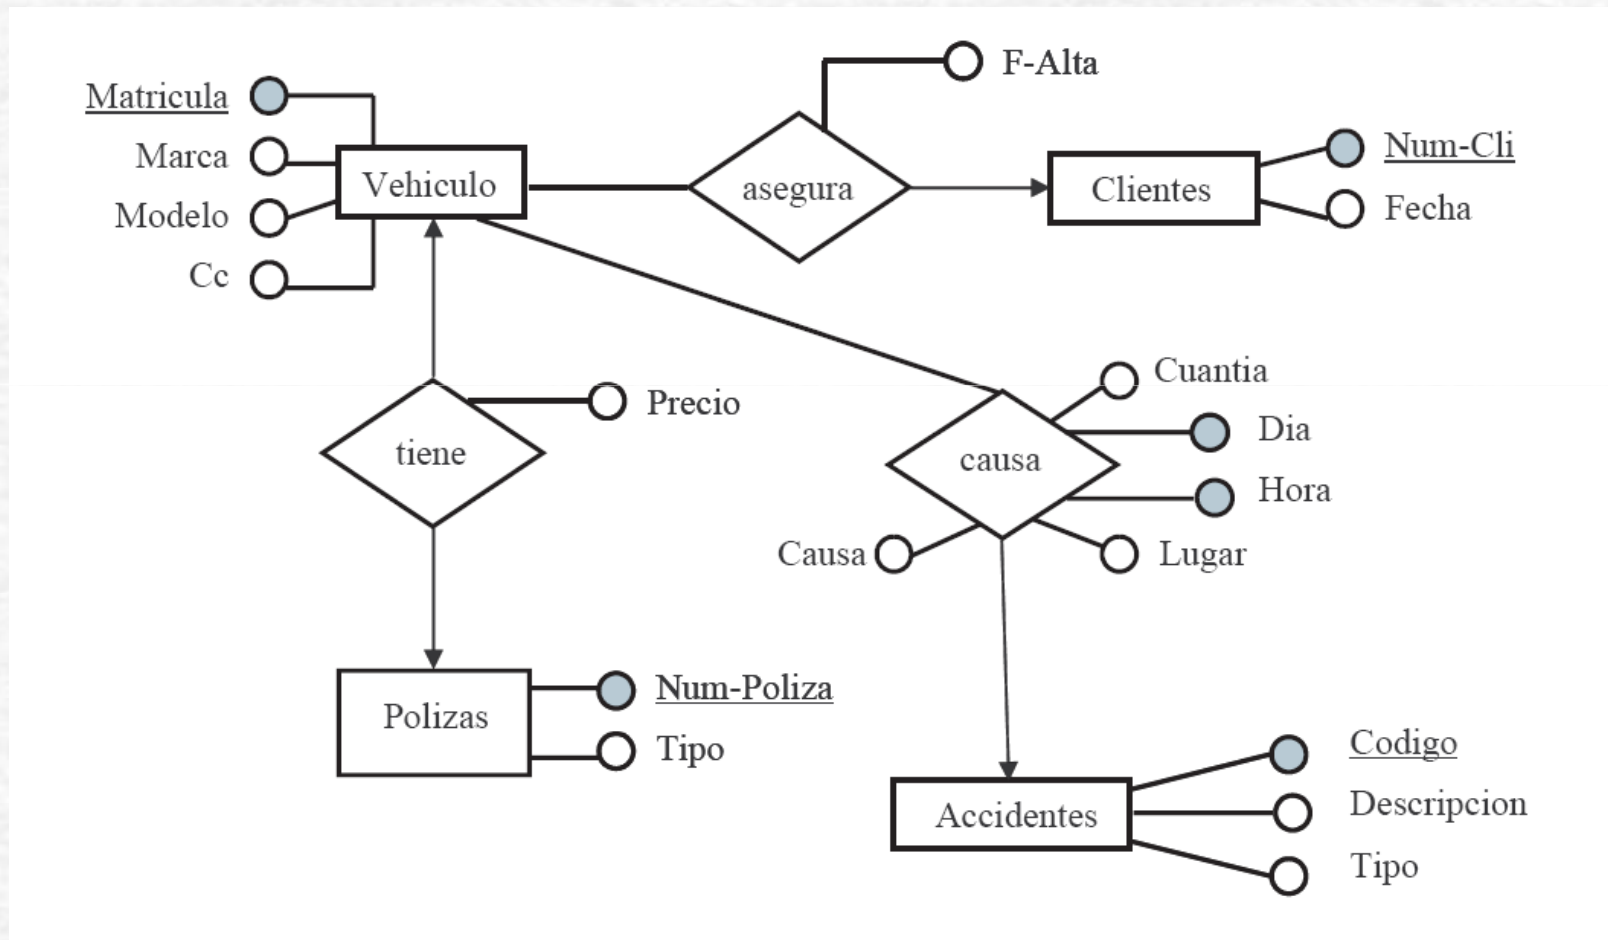 F-Alta
Matricula
Marca
Modelo
Cc
Vehiculo
asegura
Clientes
Num-Cli
Fecha
tiene
Precio
causa
Cuantia
Dia
Hora
Lugar
Causa
Polizas
Num-Poliza
Tipo
Accidentes
Codigo
Descripcion
Tipo